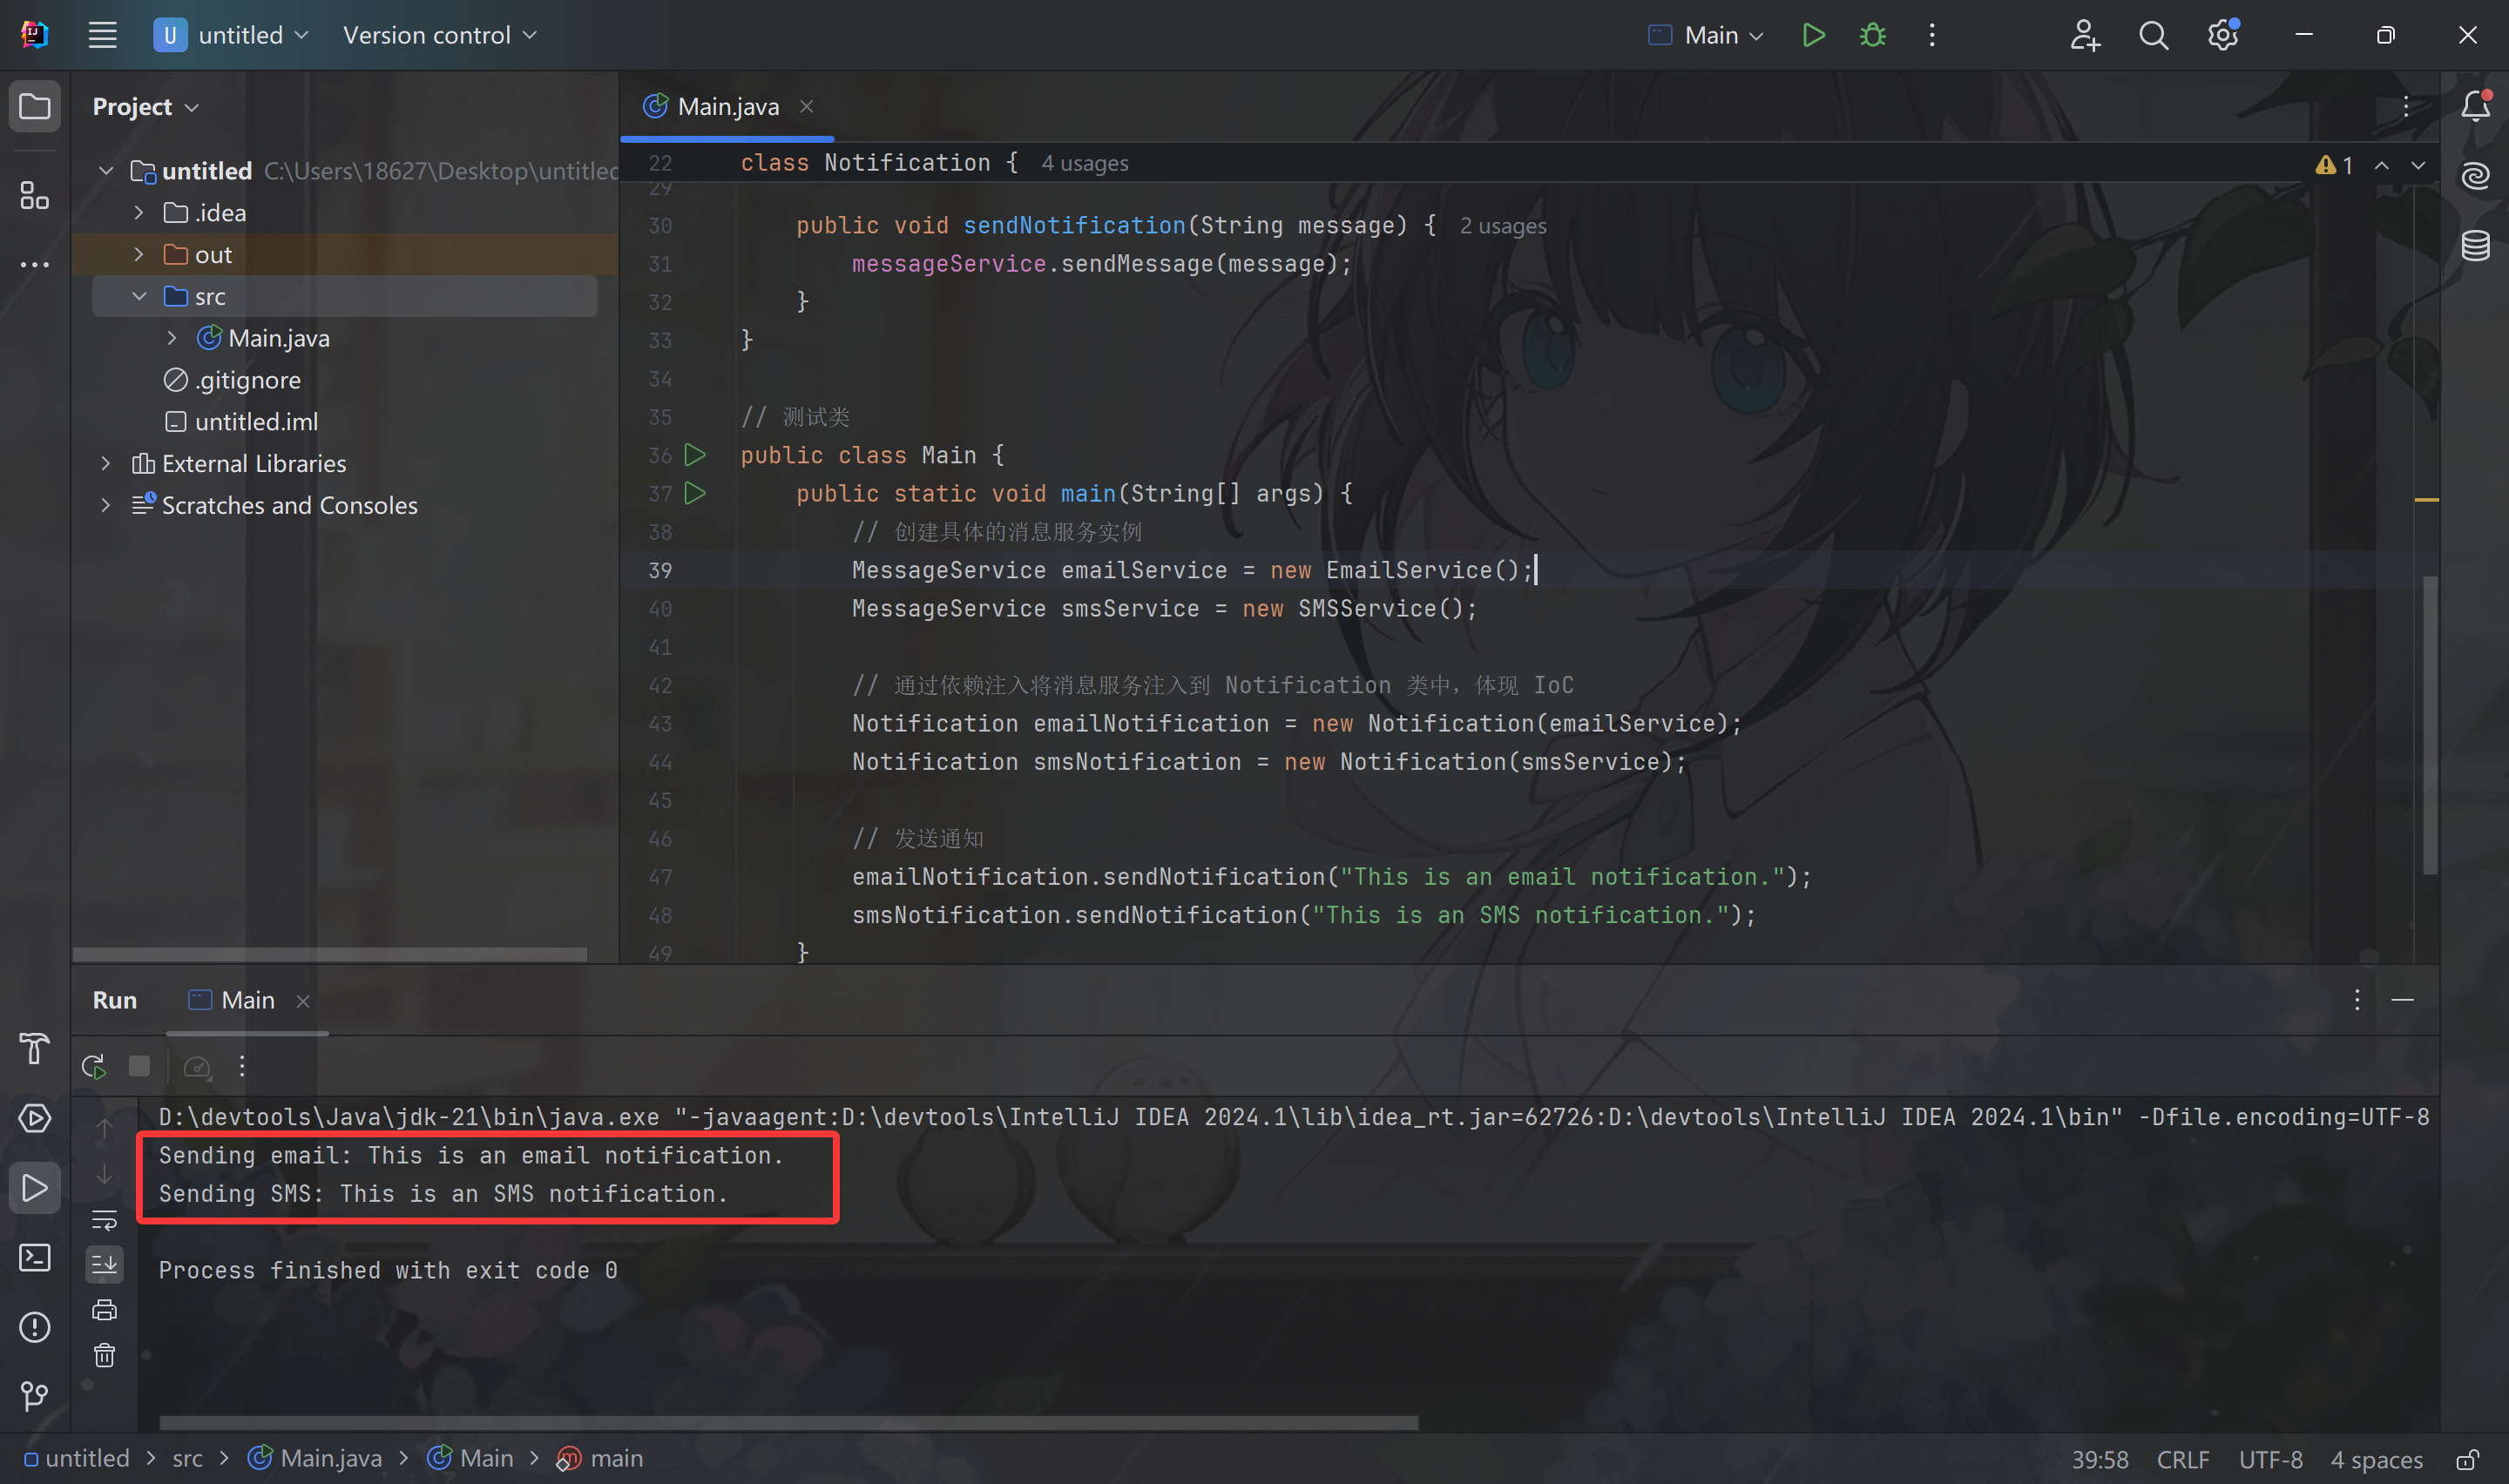 U untitled Version control Main
Project
Main.java
untitled C:\Users\18627\Desktop\untitled
.idea
out
src
Main.java
.gitignore
untitled.iml
External Libraries
Scratches and Consoles
22 class Notification { 4 usages
1
29
30 public void sendNotification(String message) { 2 usages
31 messageService.sendMessage(message);
32 }
33 }
34
35 // 测试类
36 public class Main {
37 public static void main(String[] args) {
38 // 创建具体的消息服务实例
39 MessageService emailService = new EmailService();
40 MessageService smsService = new SMSService();
41
42 // 通过依赖注入将消息服务注入到 Notification 类中，体现 IoC
43 Notification emailNotification = new Notification(emailService);
44 Notification smsNotification = new Notification(smsService);
45
46 // 发送通知
47 emailNotification.sendNotification("This is an email notification.");
48 smsNotification.sendNotification("This is an SMS notification.");
49 }
Run Main
D:\devtools\Java\jdk-21\bin\java.exe "-javaagent:D:\devtools\IntelliJ IDEA 2024.1\lib\idea_rt.jar=62726:D:\devtools\IntelliJ IDEA 2024.1\bin" -Dfile.encoding=UTF-8
Sending email: This is an email notification.
Sending SMS: This is an SMS notification.
Process finished with exit code 0
untitled > src > Main.java > Main > main
39:58 CRLF UTF-8 4 spaces